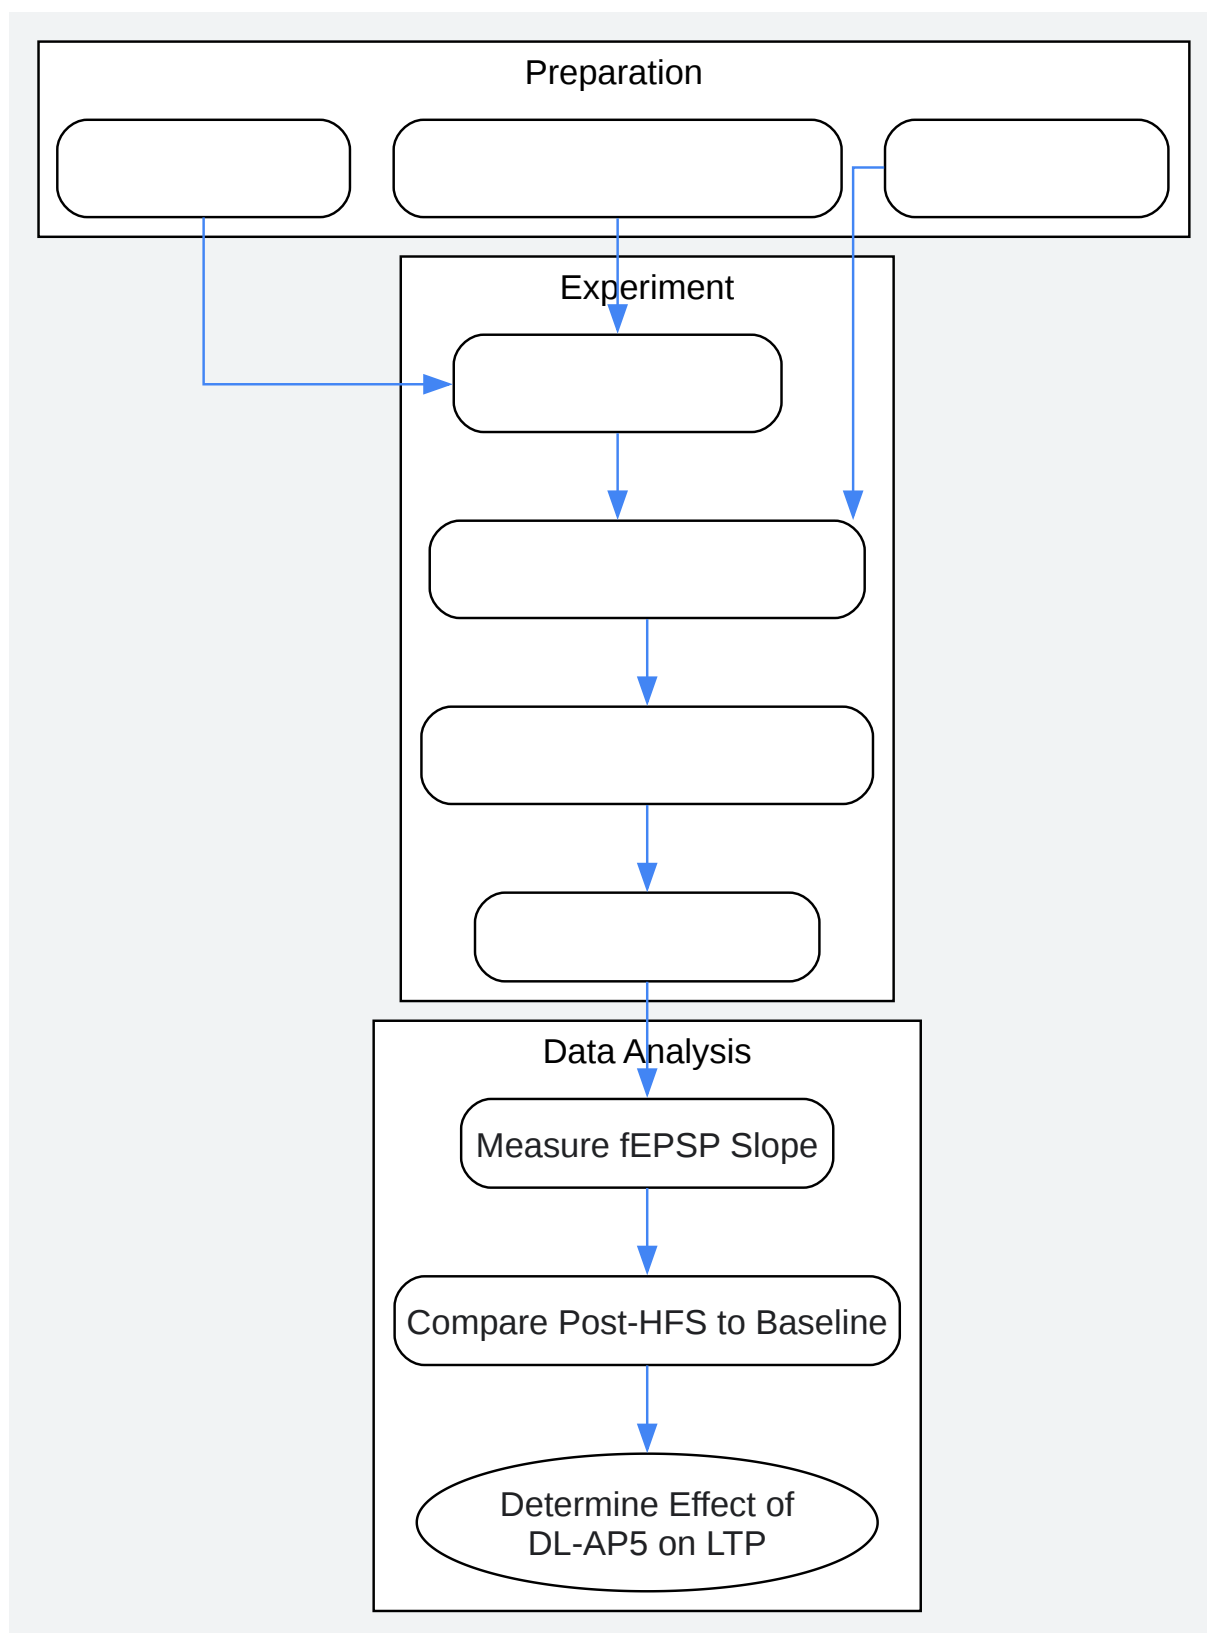 Preparation
Experiment
Data Analysis
Measure fEPSP Slope
Compare Post-HFS to Baseline
Determine Effect of
DL-AP5 on LTP